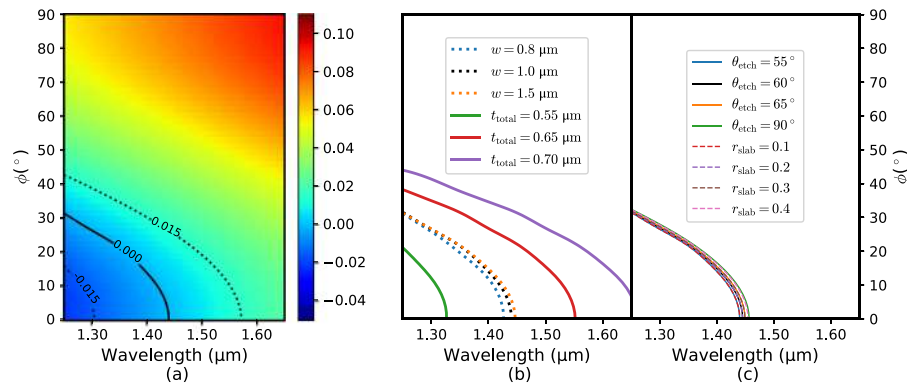 90
80
70
60
50
40
30
20
10
0
ϕ(°)
0.015
0.000
-0.015
1.30
1.40
1.50
1.60
Wavelength (μm)
(a)
0.10
0.08
0.06
0.04
0.02
0.00
−0.02
−0.04
w = 0.8 μm
w = 1.0 μm
w = 1.5 μm
t_total = 0.55 μm
t_total = 0.65 μm
t_total = 0.70 μm
1.30
1.40
1.50
1.60
Wavelength (μm)
(b)
θ_etch = 55°
θ_etch = 60°
θ_etch = 65°
θ_etch = 90°
r_slab = 0.1
r_slab = 0.2
r_slab = 0.3
r_slab = 0.4
1.30
1.40
1.50
1.60
Wavelength (μm)
(c)
90
80
70
60
50
40
30
20
10
0
ϕ(°)